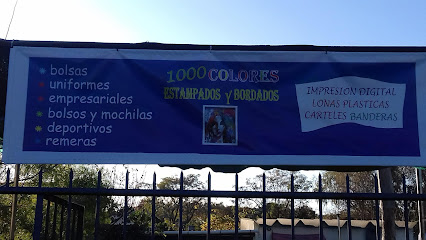 bolsas
uniformes
empresariales
bolsos y mochilas
deportivos
remeras
1000 COLORES
ESTAMPADOS y BORDADOS
IMPRESION DIGITAL
LONAS PLASTICAS
CARTELES BANDERAS